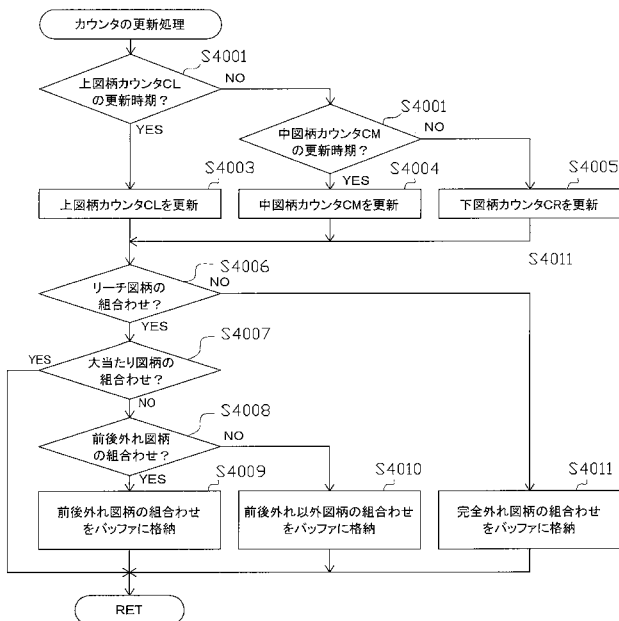 カウンタの更新処理
S4001
上図柄カウンタCL
の更新時期？
NO
YES
S4001
中図柄カウンタCM
の更新時期？
NO
YES
S4003
上図柄カウンタCLを更新
S4004
中図柄カウンタCMを更新
S4005
下図柄カウンタCRを更新
S4011
S4006
リーチ図柄の
組合わせ？
NO
YES
S4007
大当たり図柄の
組合わせ？
YES
NO
S4008
前後外れ図柄
の組合わせ？
NO
YES
S4009
前後外れ図柄の組合わせ
をバッファに格納
S4010
前後外れ以外図柄の組合わせ
をバッファに格納
S4011
完全外れ図柄の組合わせ
をバッファに格納
RET